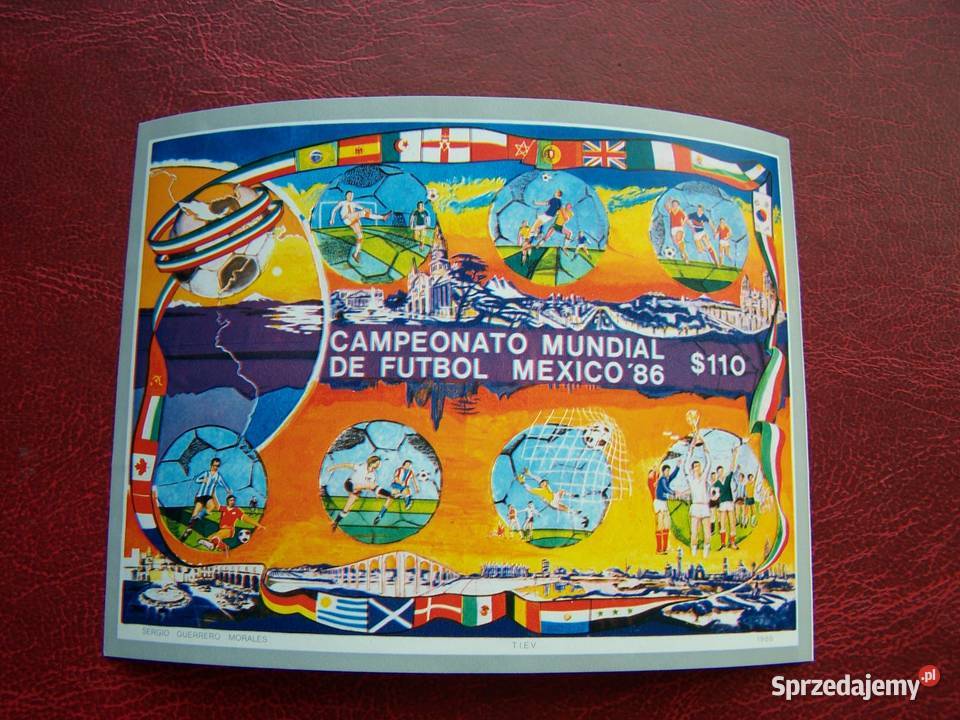 CAMPEONATO MUNDIAL
DE FUTBOL MEXICO '86
$110
SERGIO GUERRERO MORALES
T.I.E.V.
1986
Sprzedajemy.pl